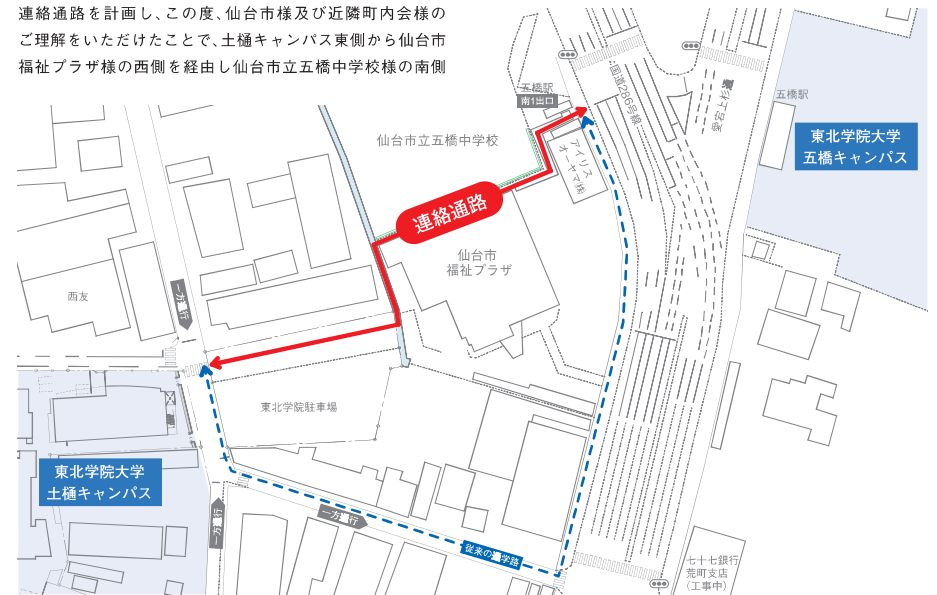 連絡通路を計画し、この度、仙台市様及び近隣町内会様の
ご理解をいただけたことで、土樋キャンパス東側から仙台市
福祉プラザ様の西側を経由し仙台市立五橋中学校様の南側
五橋駅
南1出口
国道286号線
愛宕上杉通
五橋駅
東北学院大学
五橋キャンパス
仙台市立五橋中学校
アイリス
オーヤマ㈱
連絡通路
仙台市
福祉プラザ
西友
一方通行
東北学院駐車場
東北学院大学
土樋キャンパス
一方通行
一方通行
従来の通学路
七十七銀行
荒町支店
(工事中)